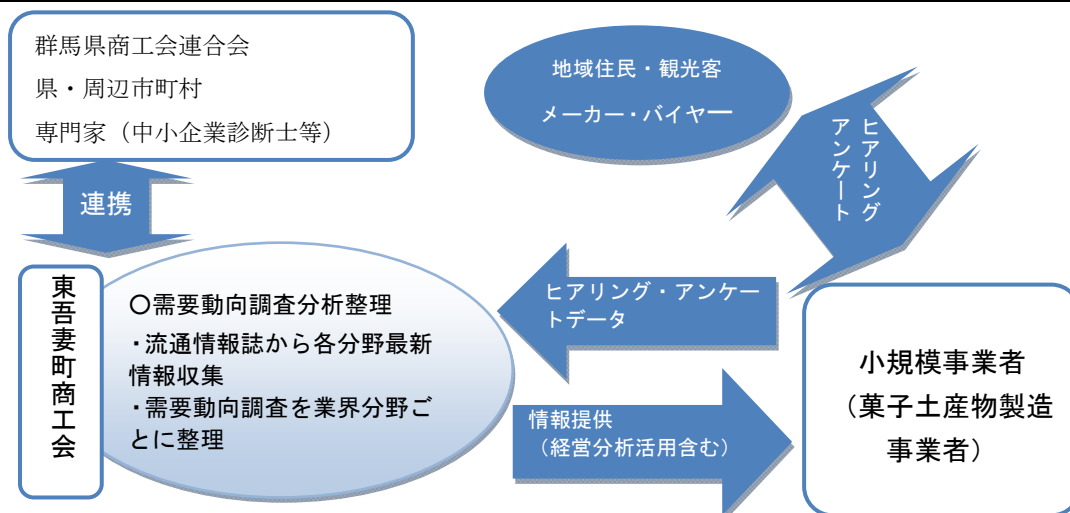 群馬県商工会連合会
県・周辺市町村
専門家（中小企業診断士等）
地域住民・観光客
メーカー・バイヤー
ヒアリング
アンケート
連携
東吾妻町商工会
〇需要動向調査分析整理
・流通情報誌から各分野最新
情報収集
・需要動向調査を業界分野ご
とに整理
ヒアリング・アンケー
トデータ
情報提供
（経営分析活用含む）
小規模事業者
（菓子土産物製造
事業者）